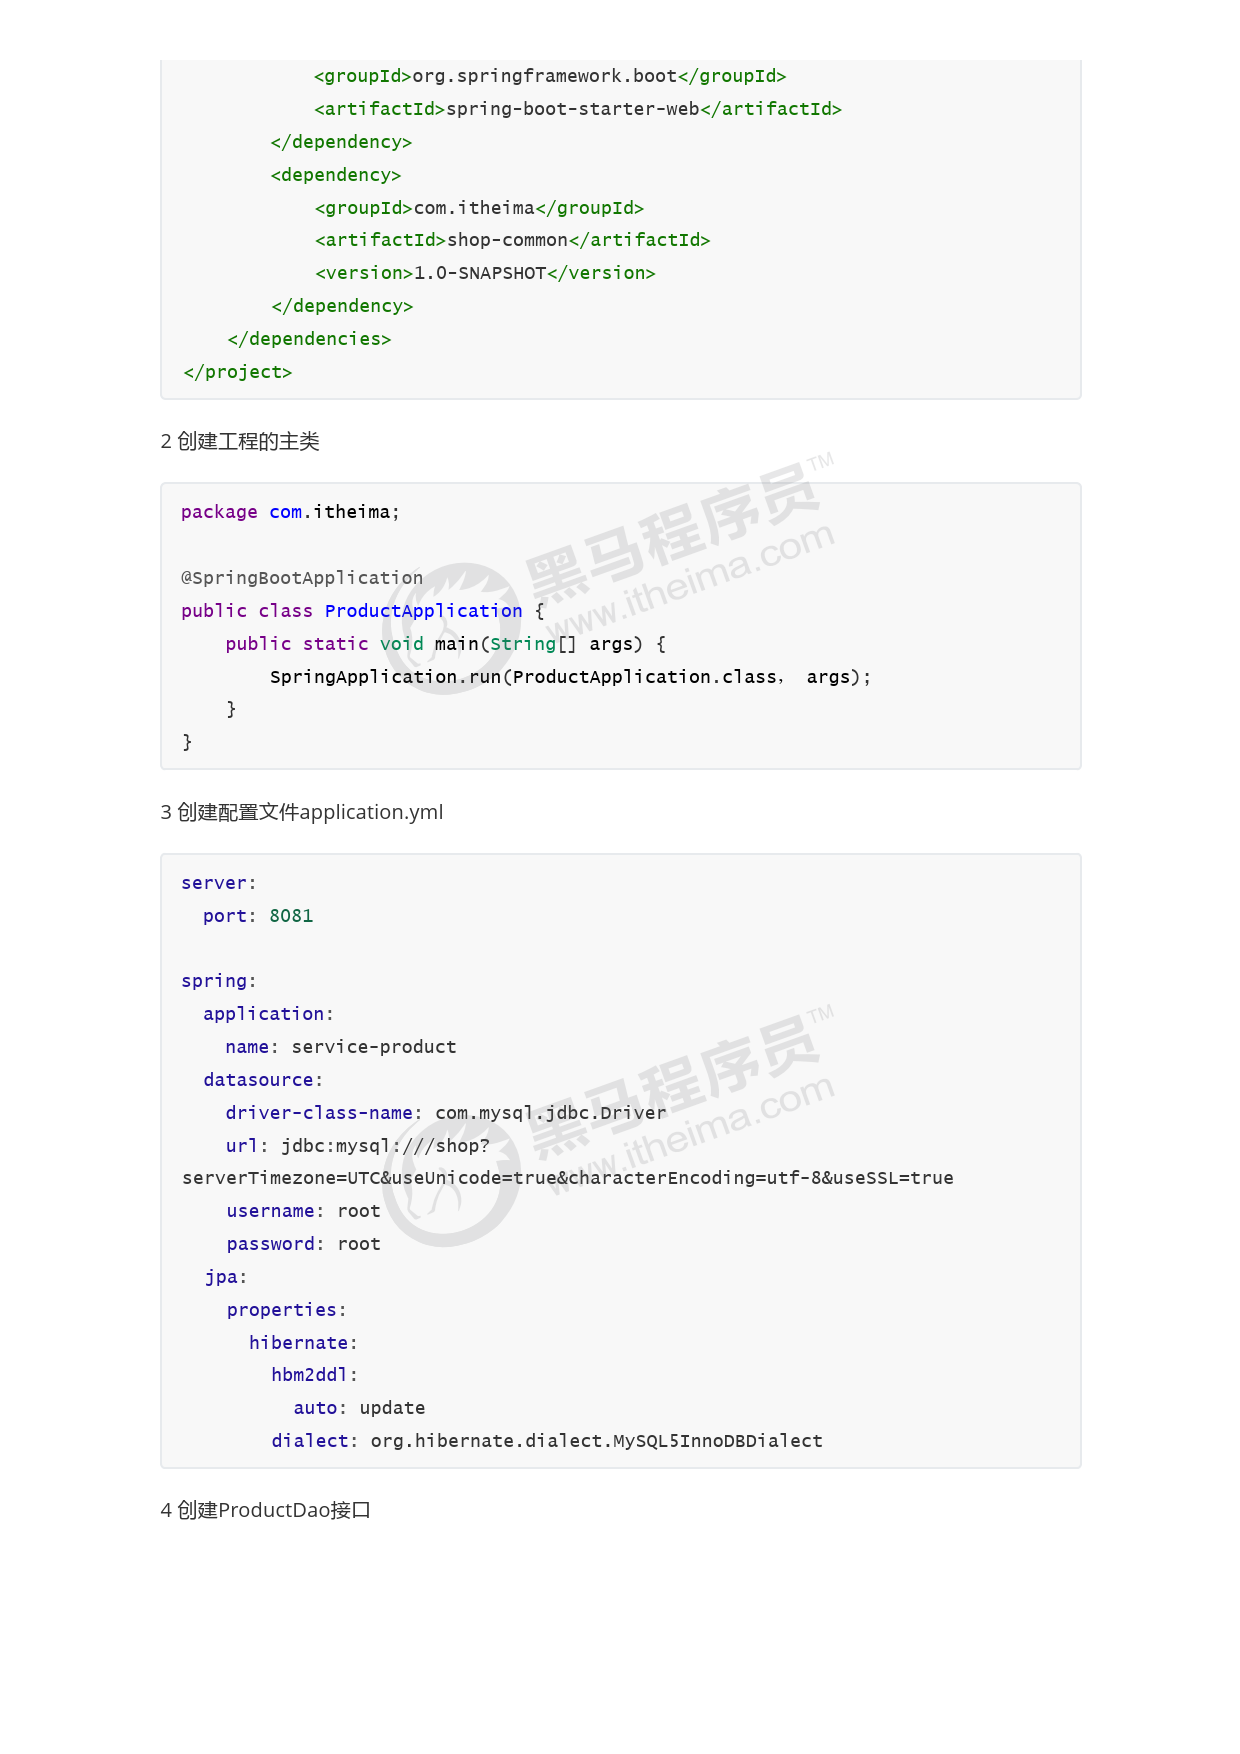 <groupId>org.springframework.boot</groupId>
            <artifactId>spring-boot-starter-web</artifactId>
        </dependency>
        <dependency>
            <groupId>com.itheima</groupId>
            <artifactId>shop-common</artifactId>
            <version>1.0-SNAPSHOT</version>
        </dependency>
    </dependencies>
</project>
2 创建工程的主类
package com.itheima;
@SpringBootApplication
public class ProductApplication {
    public static void main(String[] args) {
        SpringApplication.run(ProductApplication.class, args);
    }
}
黑马程序员™
www.itheima.com
3 创建配置文件application.yml
server:
  port: 8081
spring:
  application:
    name: service-product
  datasource:
    driver-class-name: com.mysql.jdbc.Driver
    url: jdbc:mysql:///shop?
serverTimezone=UTC&useUnicode=true&characterEncoding=utf-8&useSSL=true
    username: root
    password: root
  jpa:
    properties:
      hibernate:
        hbm2ddl:
          auto: update
        dialect: org.hibernate.dialect.MySQL5InnoDBDialect
黑马程序员™
www.itheima.com
4 创建ProductDao接口